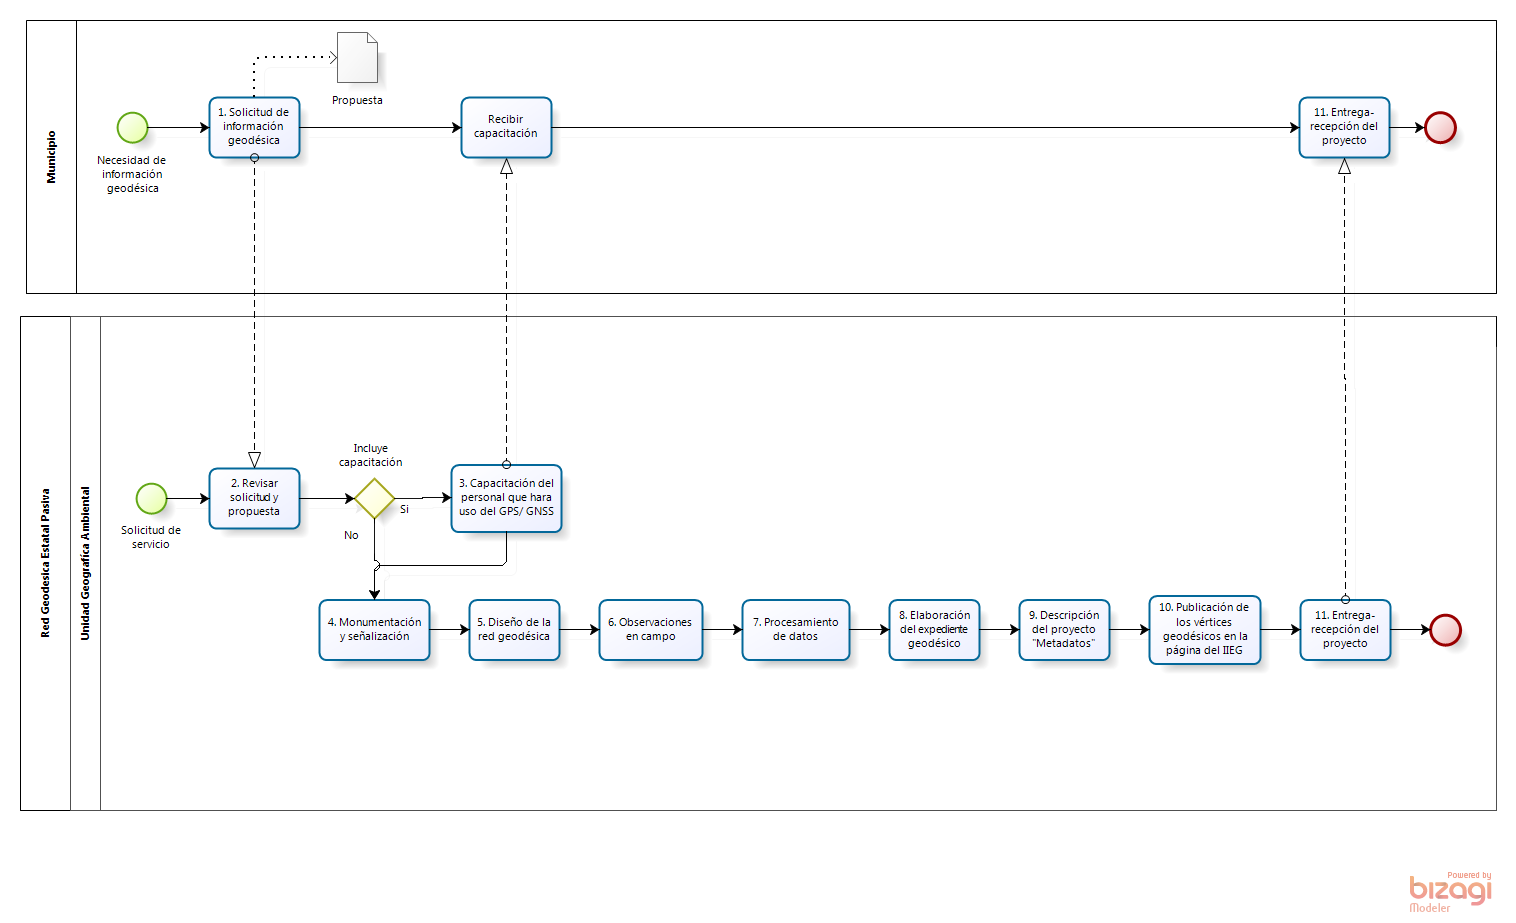 Municipio
Propuesta
1. Solicitud de
información
geodésica
Recibir
capacitación
11. Entrega-
recepción del
proyecto
Necesidad de
información
geodésica
Red Geodesica Estatal Pasiva
Unidad Geografíca Ambiental
Incluye
capacitación
2. Revisar
solicitud y
propuesta
Si
3. Capacitación del
personal que hara
uso del GPS/ GNSS
Solicitud de
servicio
No
4. Monumentación
y señalización
5. Diseño de la
red geodésica
6. Observaciones
en campo
7. Procesamiento
de datos
8. Elaboración
del expediente
geodésico
9. Descripción
del proyecto
"Metadatos"
10. Publicación de
los vértices
geodésicos en la
página del IIEG
11. Entrega-
recepción del
proyecto
Powered by
bizagi
Modeler